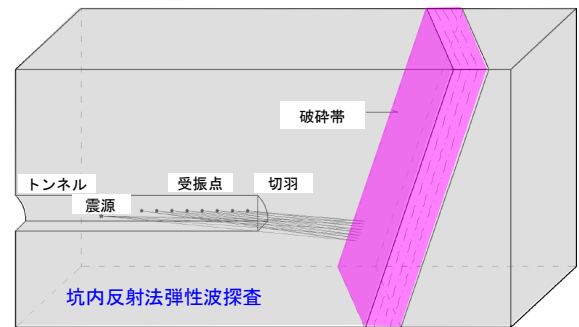 破砕帯
トンネル
受振点
切羽
震源
坑内反射法弾性波探査